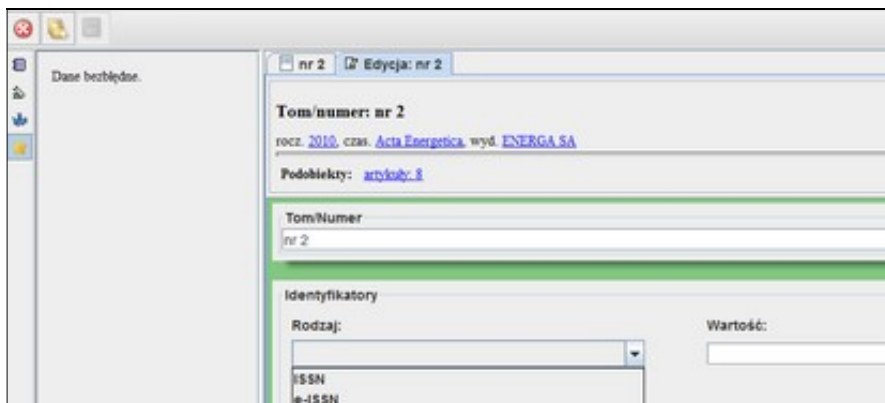 Dane bezbłędne.
nr 2 Edycja: nr 2
Tom/numer: nr 2
rocz. 2010, czas. Acta Energetica, wyd. ENERGA SA
Podobiekty: artykuły: 8
Tom/Numer
nr 2
Identyfikatory
Rodzaj: Wartość:
ISSN
e-ISSN